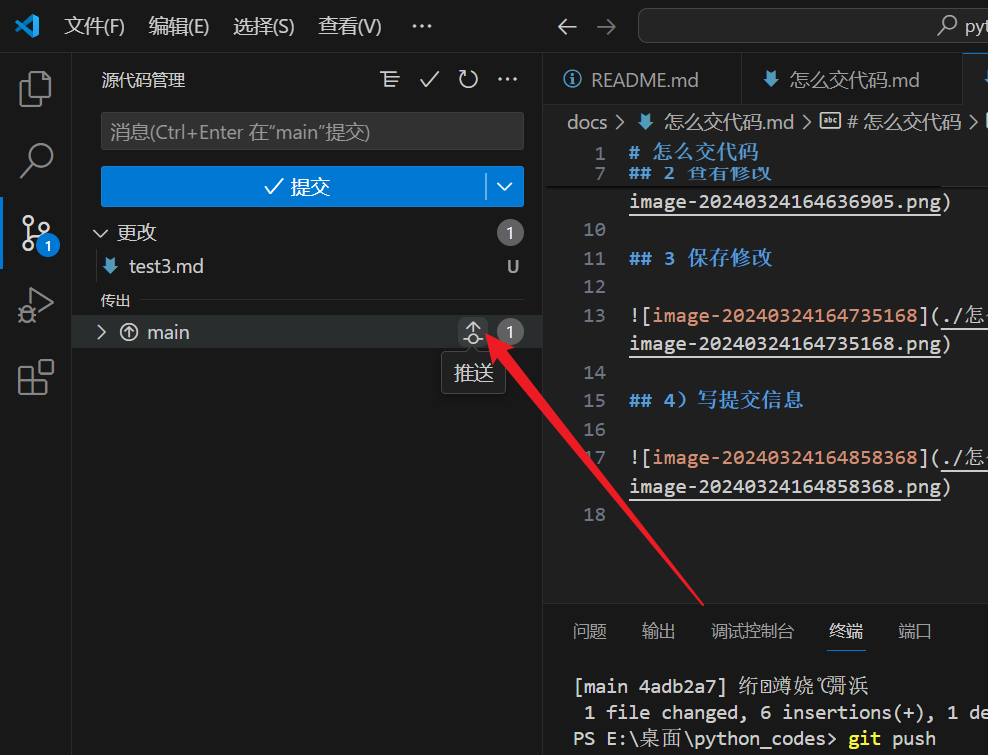 文件(F) 编辑(E) 选择(S) 查看(V) ···
pyt
源代码管理
消息(Ctrl+Enter 在“main”提交)
提交
更改 1
test3.md U
传出
main 1
推送
README.md 怎么交代码.md
docs > 怎么交代码.md > # 怎么交代码 >
1 # 怎么交代码
7 ## 2 查看修改
image-20240324164636905.png)
10
11 ## 3 保存修改
12
13 ![image-20240324164735168](./怎
image-20240324164735168.png)
14
15 ## 4）写提交信息
16
17 ![image-20240324164858368](./怎
image-20240324164858368.png)
18
问题 输出 调试控制台 终端 端口
[main 4adb2a7]
1 file changed, 6 insertions(+), 1 de
PS E:\桌面\python_codes> git push